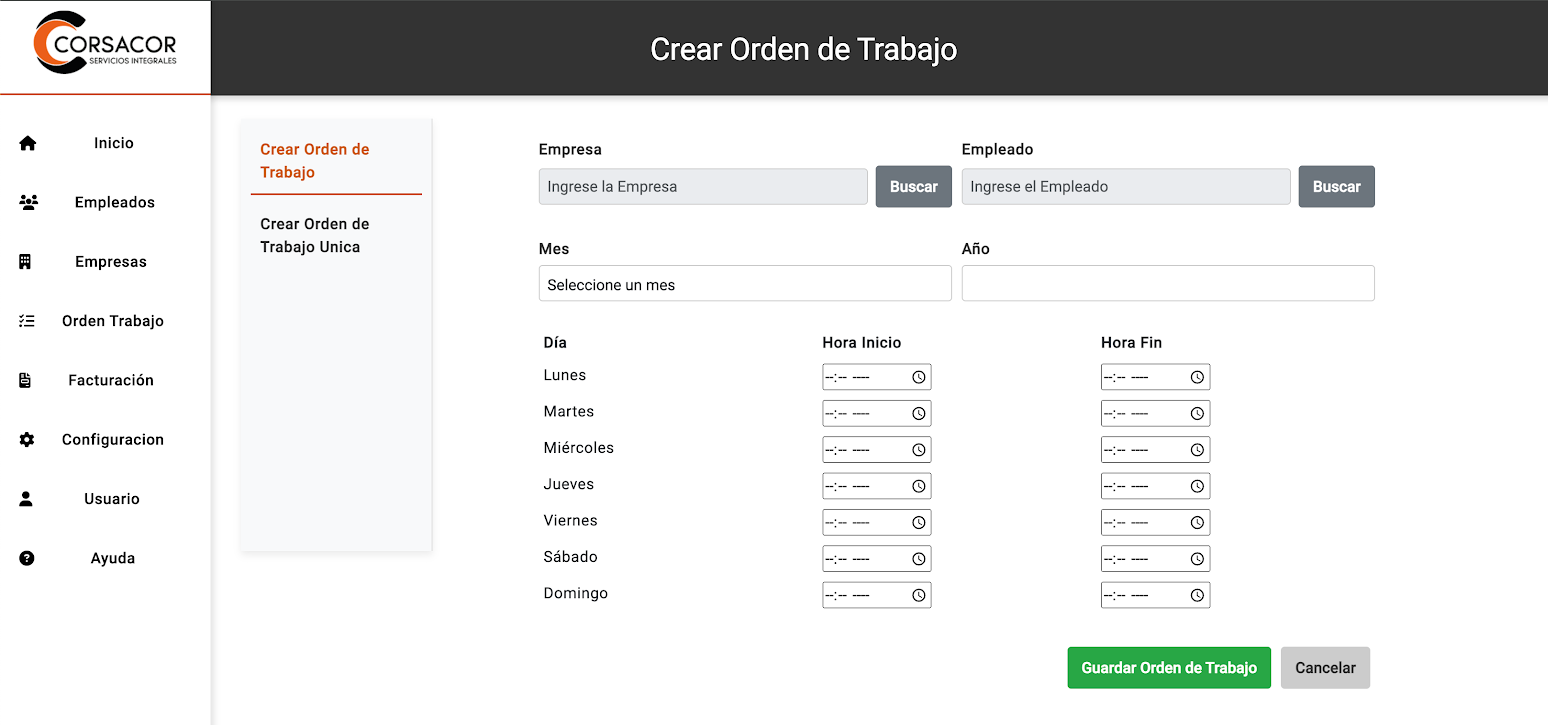 CORSACOR
SERVICIOS INTEGRALES
Crear Orden de Trabajo
Inicio
Empleados
Empresas
Orden Trabajo
Facturación
Configuracion
Usuario
Ayuda
Crear Orden de
Trabajo
Crear Orden de
Trabajo Unica
Empresa Empleado
Ingrese la Empresa Buscar Ingrese el Empleado Buscar
Mes Año
Seleccione un mes
Día Hora Inicio Hora Fin
Lunes --:-- ---- --:-- ----
Martes --:-- ---- --:-- ----
Miércoles --:-- ---- --:-- ----
Jueves --:-- ---- --:-- ----
Viernes --:-- ---- --:-- ----
Sábado --:-- ---- --:-- ----
Domingo --:-- ---- --:-- ----
Guardar Orden de Trabajo Cancelar